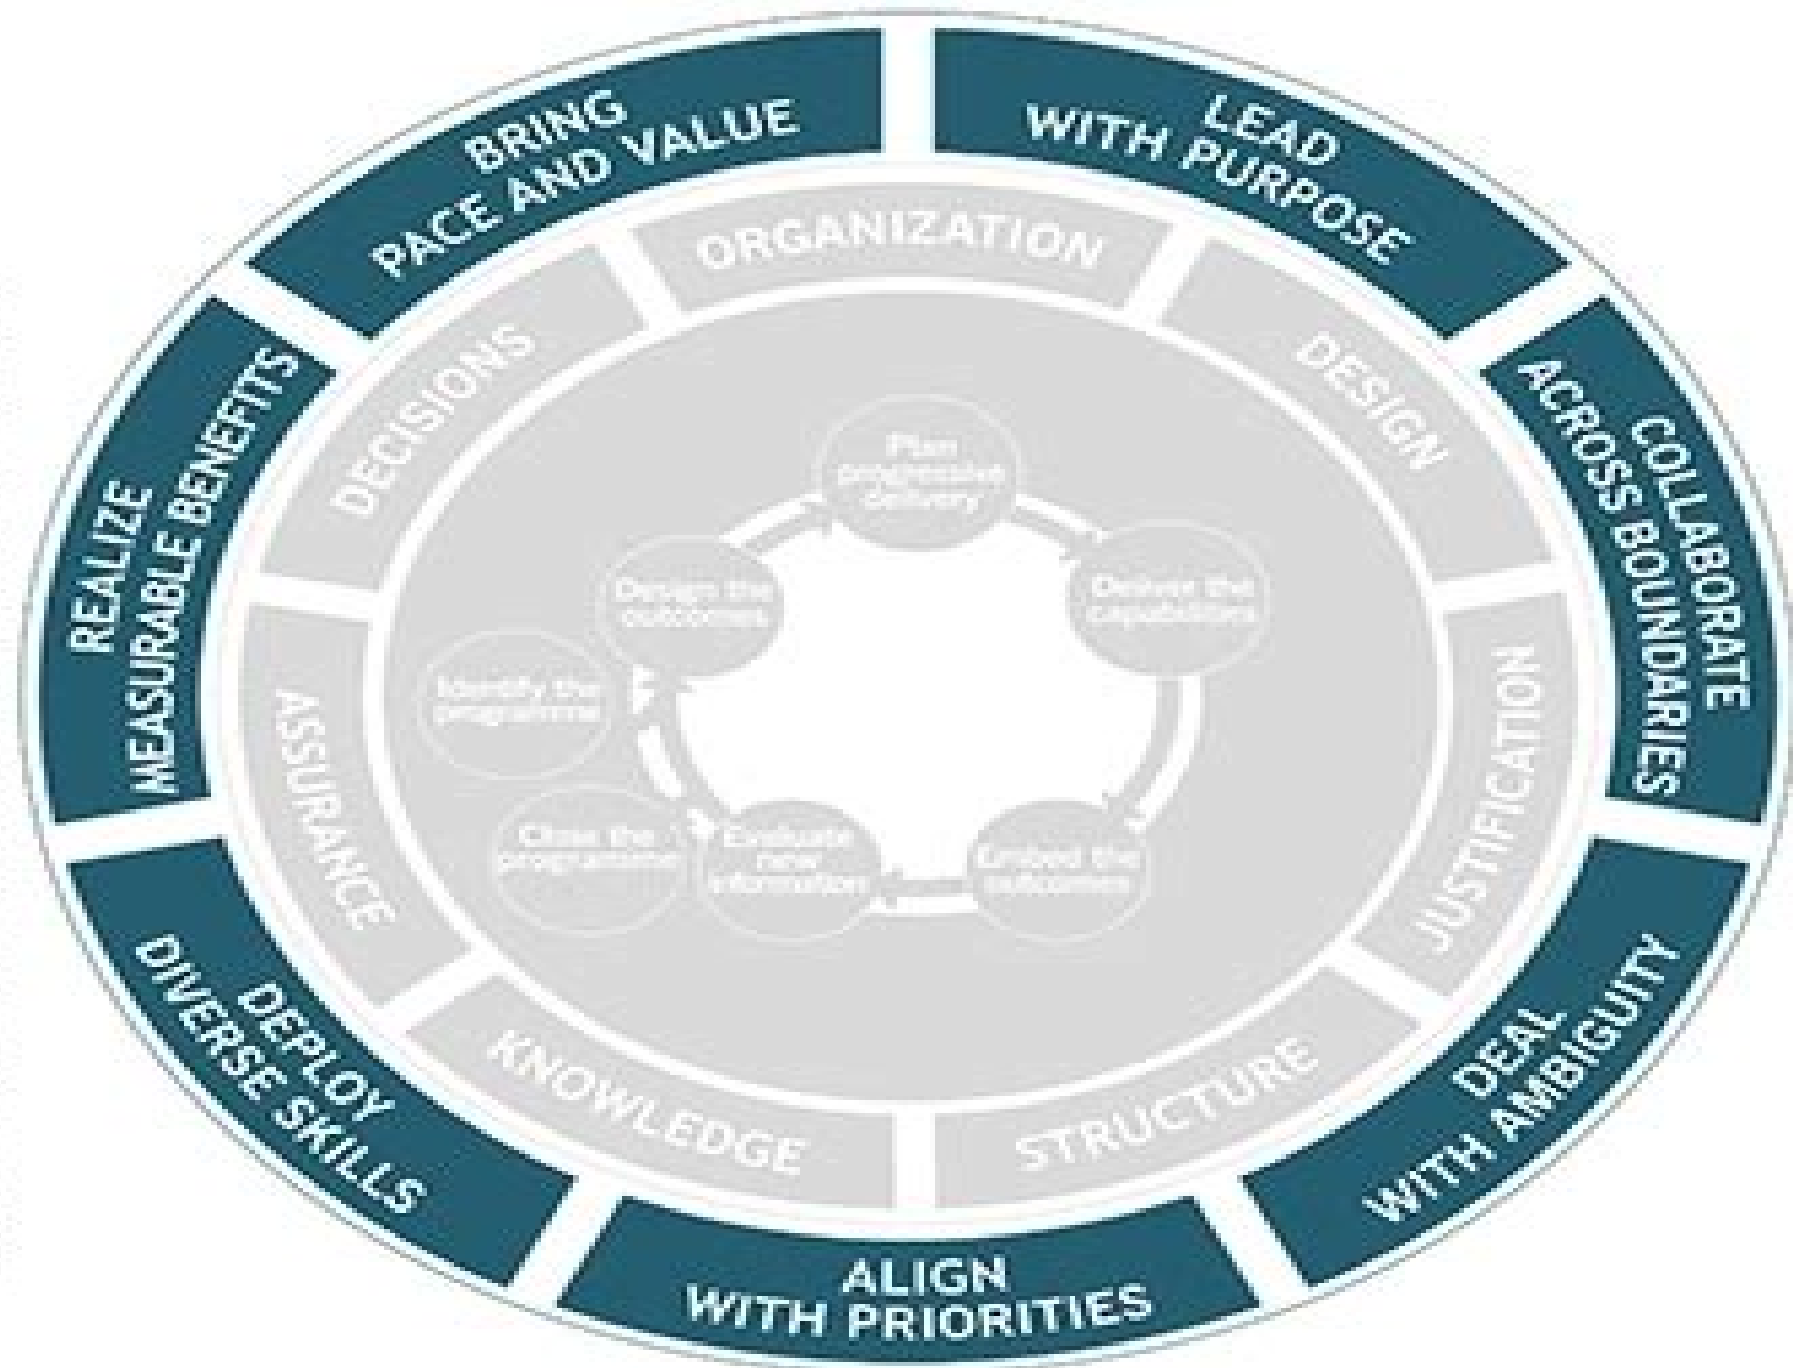 BRING
PACE AND VALUE
LEAD
WITH PURPOSE
COLLABORATE
ACROSS BOUNDARIES
DEAL
WITH AMBIGUITY
ALIGN
WITH PRIORITIES
DEPLOY
DIVERSE SKILLS
REALIZE
MEASURABLE BENEFITS
ORGANIZATION
DESIGN
JUSTIFICATION
STRUCTURE
KNOWLEDGE
ASSURANCE
DECISIONS
Plan
progressive
delivery
Deliver the
capabilities
Embed the
outcomes
Evaluate
new
information
Close the
programme
Identify the
programme
Design the
outcomes